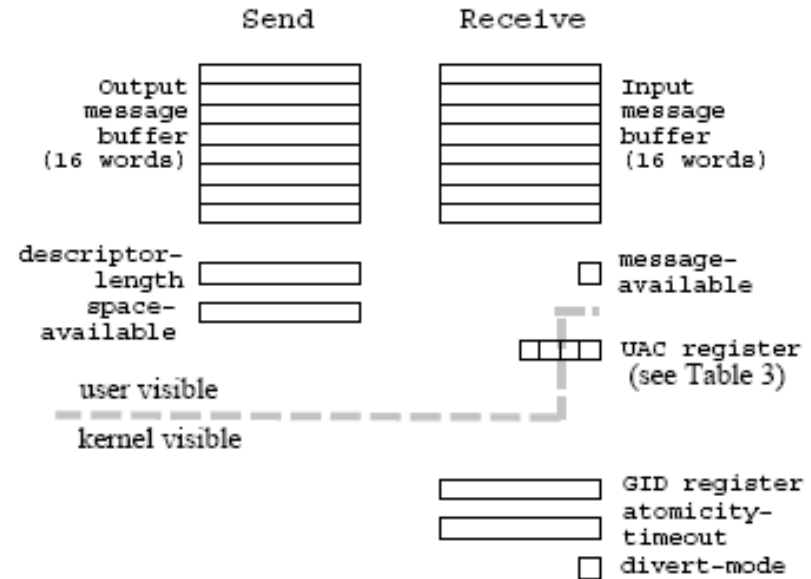 Send
Receive
Output
message
buffer
(16 words)
Input
message
buffer
(16 words)
descriptor-
length
space-
available
message-
available
UAC register
(see Table 3)
user visible
kernel visible
GID register
atomicity-
timeout
divert-mode